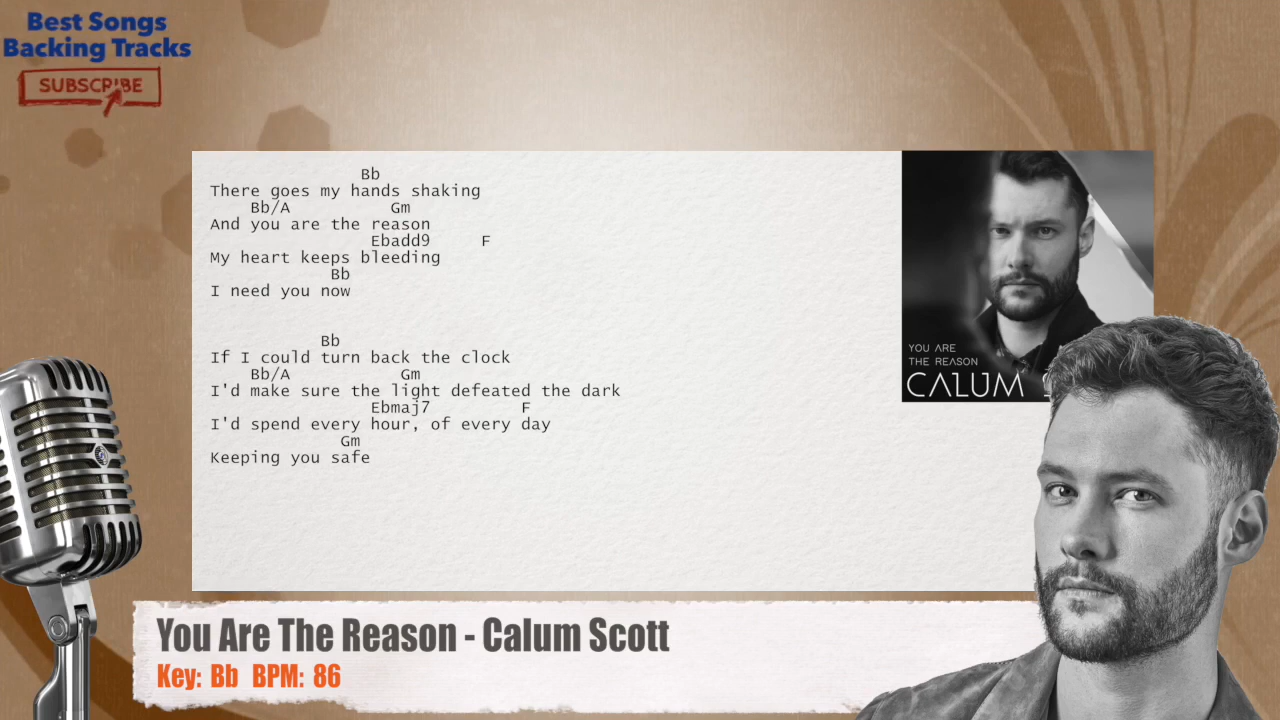 Best Songs
Backing Tracks
SUBSCRIBE
Bb
There goes my hands shaking
Bb/A Gm
And you are the reason
Ebadd9 F
My heart keeps bleeding
Bb
I need you now
Bb
If I could turn back the clock
Bb/A Gm
I'd make sure the light defeated the dark
Ebmaj7 F
I'd spend every hour, of every day
Gm
Keeping you safe
YOU ARE
THE REASON
CALUM
You Are The Reason - Calum Scott
Key: Bb BPM: 86